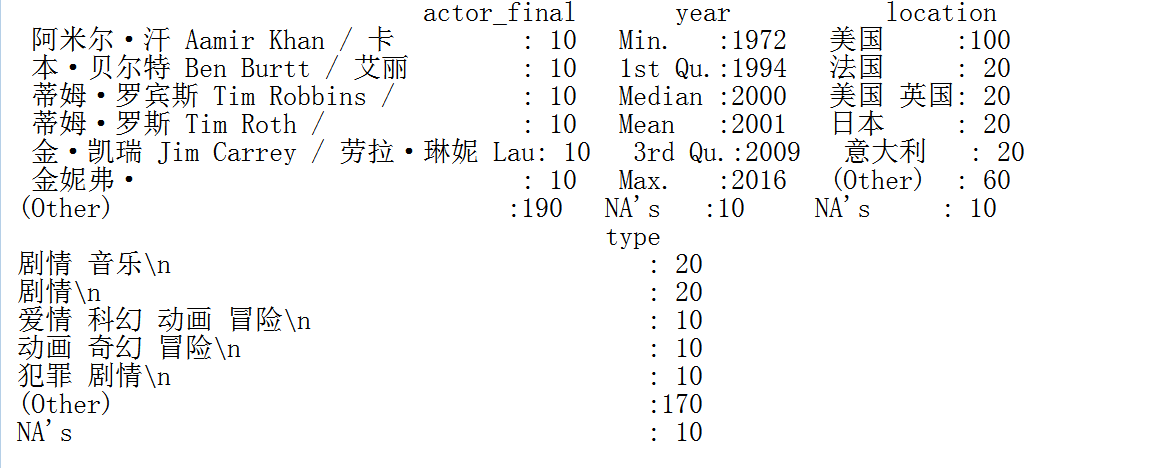 actor_final year location
阿米尔·汗 Aamir Khan / 卡 : 10 Min. :1972 美国 :100
本·贝尔特 Ben Burtt / 艾丽 : 10 1st Qu.:1994 法国 : 20
蒂姆·罗宾斯 Tim Robbins / : 10 Median :2000 美国 英国: 20
蒂姆·罗斯 Tim Roth / : 10 Mean :2001 日本 : 20
金·凯瑞 Jim Carrey / 劳拉·琳妮 Lau: 10 3rd Qu.:2009 意大利 : 20
金妮弗· : 10 Max. :2016 (Other) : 60
(Other) :190 NA's :10 NA's : 10
type
剧情 音乐\n : 20
剧情\n : 20
爱情 科幻 动画 冒险\n : 10
动画 奇幻 冒险\n : 10
犯罪 剧情\n : 10
(Other) :170
NA's : 10